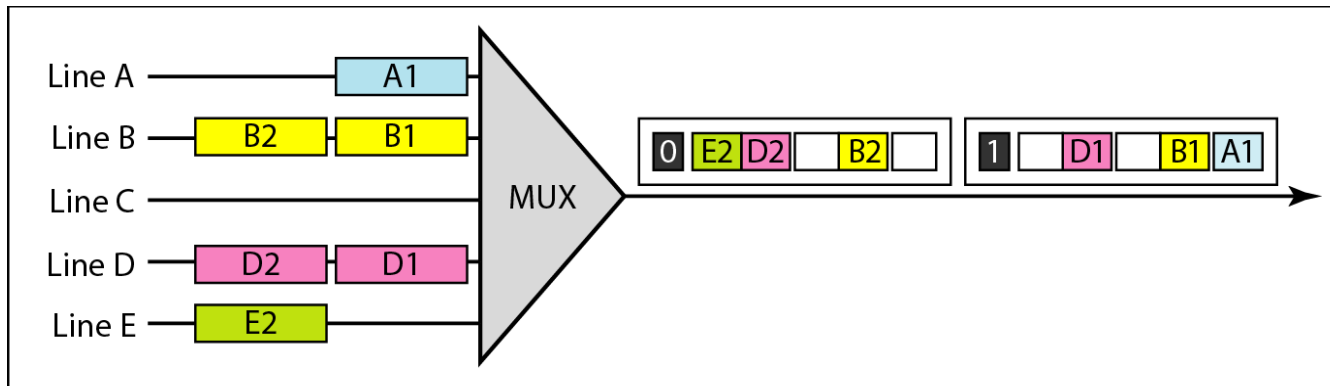 Line A A1
Line B B2 B1
Line C
Line D D2 D1
Line E E2
MUX
0 E2 D2 B2 1 D1 B1 A1